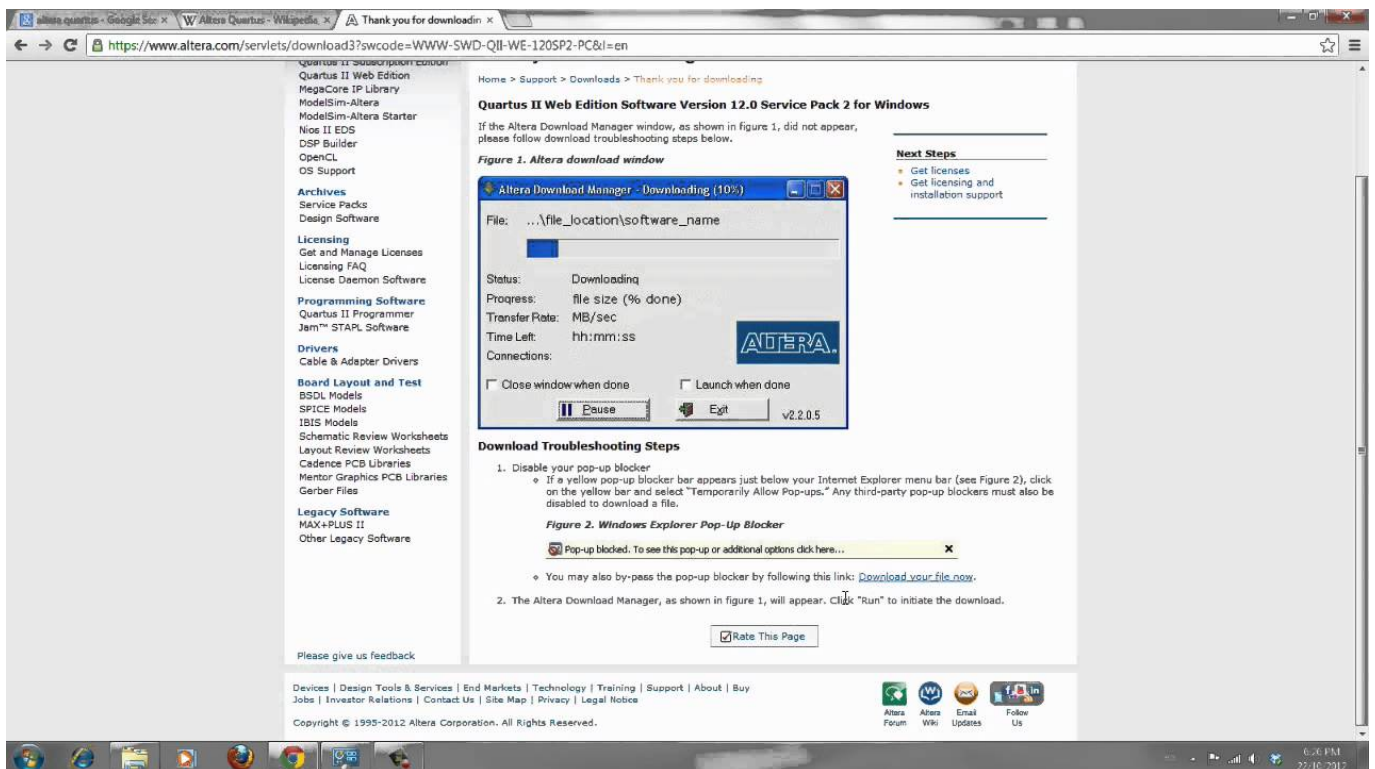 altera quartus - Google Sea
Altera Quartus - Wikipedia,
Thank you for downloadin
https://www.altera.com/servlets/download3?swcode=WWW-SWD-QII-WE-120SP2-PC&l=en
Quartus II Subscription Edition
Quartus II Web Edition
MegaCore IP Library
ModelSim-Altera
ModelSim-Altera Starter
Nios II EDS
DSP Builder
OpenCL
OS Support
Archives
Service Packs
Design Software
Licensing
Get and Manage Licenses
Licensing FAQ
License Daemon Software
Programming Software
Quartus II Programmer
Jam™ STAPL Software
Drivers
Cable & Adapter Drivers
Board Layout and Test
BSDL Models
SPICE Models
IBIS Models
Schematic Review Worksheets
Layout Review Worksheets
Cadence PCB Libraries
Mentor Graphics PCB Libraries
Gerber Files
Legacy Software
MAX+PLUS II
Other Legacy Software
Please give us feedback
Home > Support > Downloads > Thank you for downloading
Quartus II Web Edition Software Version 12.0 Service Pack 2 for Windows
If the Altera Download Manager window, as shown in figure 1, did not appear,
please follow download troubleshooting steps below.
Figure 1. Altera download window
Altera Download Manager - Downloading (10%)
File: ...\file_location\software_name
Status: Downloading
Progress: file size (% done)
Transfer Rate: MB/sec
Time Left: hh:mm:ss
Connections:
ALTERA.
Close window when done Launch when done
Pause Exit v2.2.0.5
Next Steps
Get licenses
Get licensing and
installation support
Download Troubleshooting Steps
1. Disable your pop-up blocker
If a yellow pop-up blocker bar appears just below your Internet Explorer menu bar (see Figure 2), click
on the yellow bar and select "Temporarily Allow Pop-ups." Any third-party pop-up blockers must also be
disabled to download a file.
Figure 2. Windows Explorer Pop-Up Blocker
Pop-up blocked. To see this pop-up or additional options click here...
You may also by-pass the pop-up blocker by following this link: Download your file now.
2. The Altera Download Manager, as shown in figure 1, will appear. Click "Run" to initiate the download.
Rate This Page
Devices | Design Tools & Services | End Markets | Technology | Training | Support | About | Buy
Jobs | Investor Relations | Contact Us | Site Map | Privacy | Legal Notice
Copyright © 1995-2012 Altera Corporation. All Rights Reserved.
Altera Forum
Altera Wiki
Email Updates
Follow Us
6:26 PM
22/10/2012